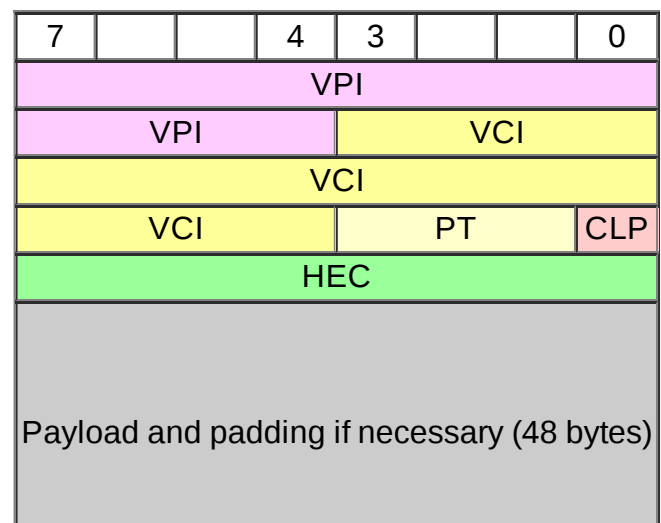 7 4 3 0
VPI
VPI VCI
VCI
VCI PT CLP
HEC
Payload and padding if necessary (48 bytes)